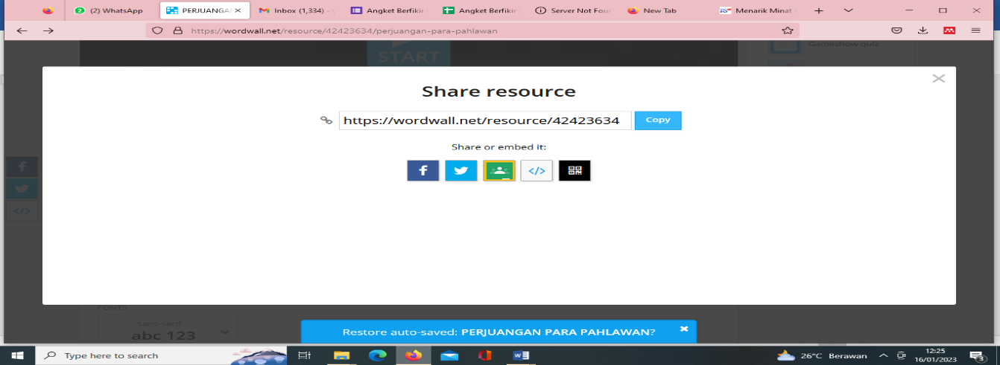 (2) WhatsApp
PERJUANGA
Inbox (1,334) -
Angket Berfikir
Angket Berfikir
Server Not Fou
New Tab
Menarik Minat
https://wordwall.net/resource/42423634/perjuangan-para-pahlawan
START
Gameshow quiz
Share resource
https://wordwall.net/resource/42423634
Copy
Share or embed it:
FONTS
Sans-Serif
abc 123
Restore auto-saved: PERJUANGAN PARA PAHLAWAN?
Type here to search
26°C Berawan
12:25
16/01/2023